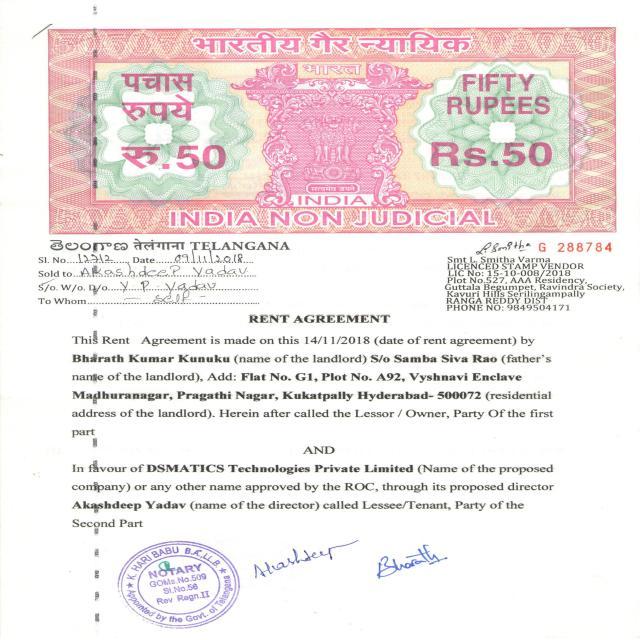 भारतीय गैर न्यायिक
पचास
रुपये
रु.50
भारत
FIFTY
RUPEES
Rs.50
सत्यमेव जयते
INDIA
INDIA NON JUDICIAL
తెలంగాణ तेलंगाना TELANGANA
Sl. No. 12212 Date 09/11/2018
Sold to Akashdeep Yadav
S/o. W/o. D/o. Y P Yadav
To Whom - self -
L Smitha G 288784
Smt L. Smitha Varma
LICENCED STAMP VENDOR
LIC No: 15-10-008/2018
Plot No.527, AAA Residency,
Guttala Begumpet, Ravindra Society,
Kavuri Hills Serilingampally
RANGA REDDY DIST
PHONE NO: 9849504171
RENT AGREEMENT
This Rent Agreement is made on this 14/11/2018 (date of rent agreement) by
Bharath Kumar Kunuku (name of the landlord) S/o Samba Siva Rao (father's
name of the landlord), Add: Flat No. G1, Plot No. A92, Vyshnavi Enclave
Madhuranagar, Pragathi Nagar, Kukatpally Hyderabad- 500072 (residential
address of the landlord). Herein after called the Lessor / Owner, Party Of the first
part
AND
In favour of DSMATICS Technologies Private Limited (Name of the proposed
company) or any other name approved by the ROC, through its proposed director
Akashdeep Yadav (name of the director) called Lessee/Tenant, Party of the
Second Part
K. HARI BABU B.A,LL.B
NOTARY
GOMs.No.509
Sl.No.56
Rev Regn.II
Appointed by the Govt. of Telangana
Akashdeep
Bharath